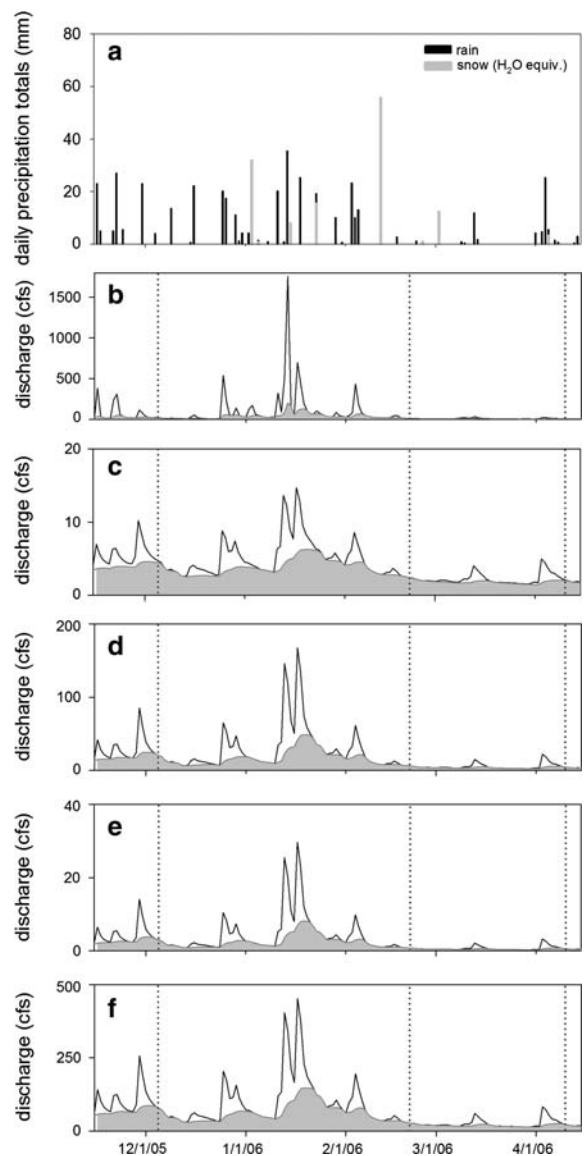 80
60
40
20
0
daily precipitation totals (mm)
a
rain
snow (H₂O equiv.)
1500
1000
500
0
discharge (cfs)
b
20
10
0
discharge (cfs)
c
200
100
0
discharge (cfs)
d
40
20
0
discharge (cfs)
e
500
250
0
discharge (cfs)
f
12/1/05 1/1/06 2/1/06 3/1/06 4/1/06